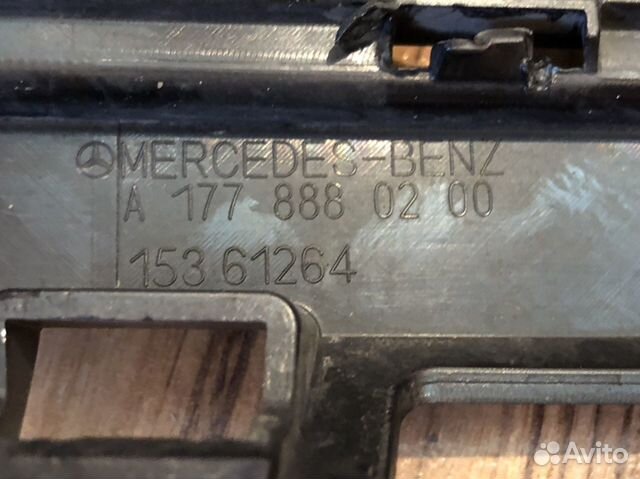 MERCEDES-BENZ
A 177 888 02 00
153 61264
Avito